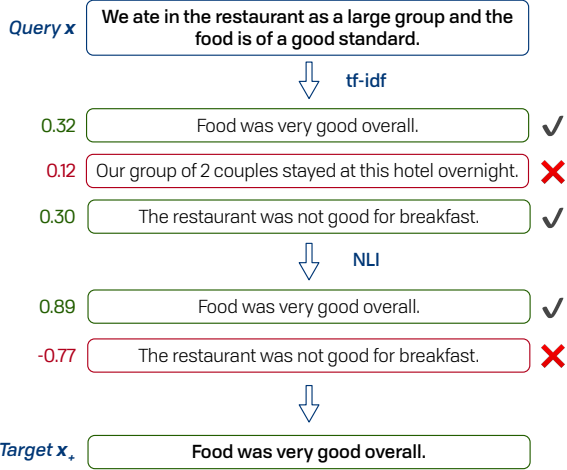 Query x
We ate in the restaurant as a large group and the
food is of a good standard.
tf-idf
0.32 Food was very good overall.
0.12 Our group of 2 couples stayed at this hotel overnight.
0.30 The restaurant was not good for breakfast.
NLI
0.89 Food was very good overall.
-0.77 The restaurant was not good for breakfast.
Target x+ Food was very good overall.